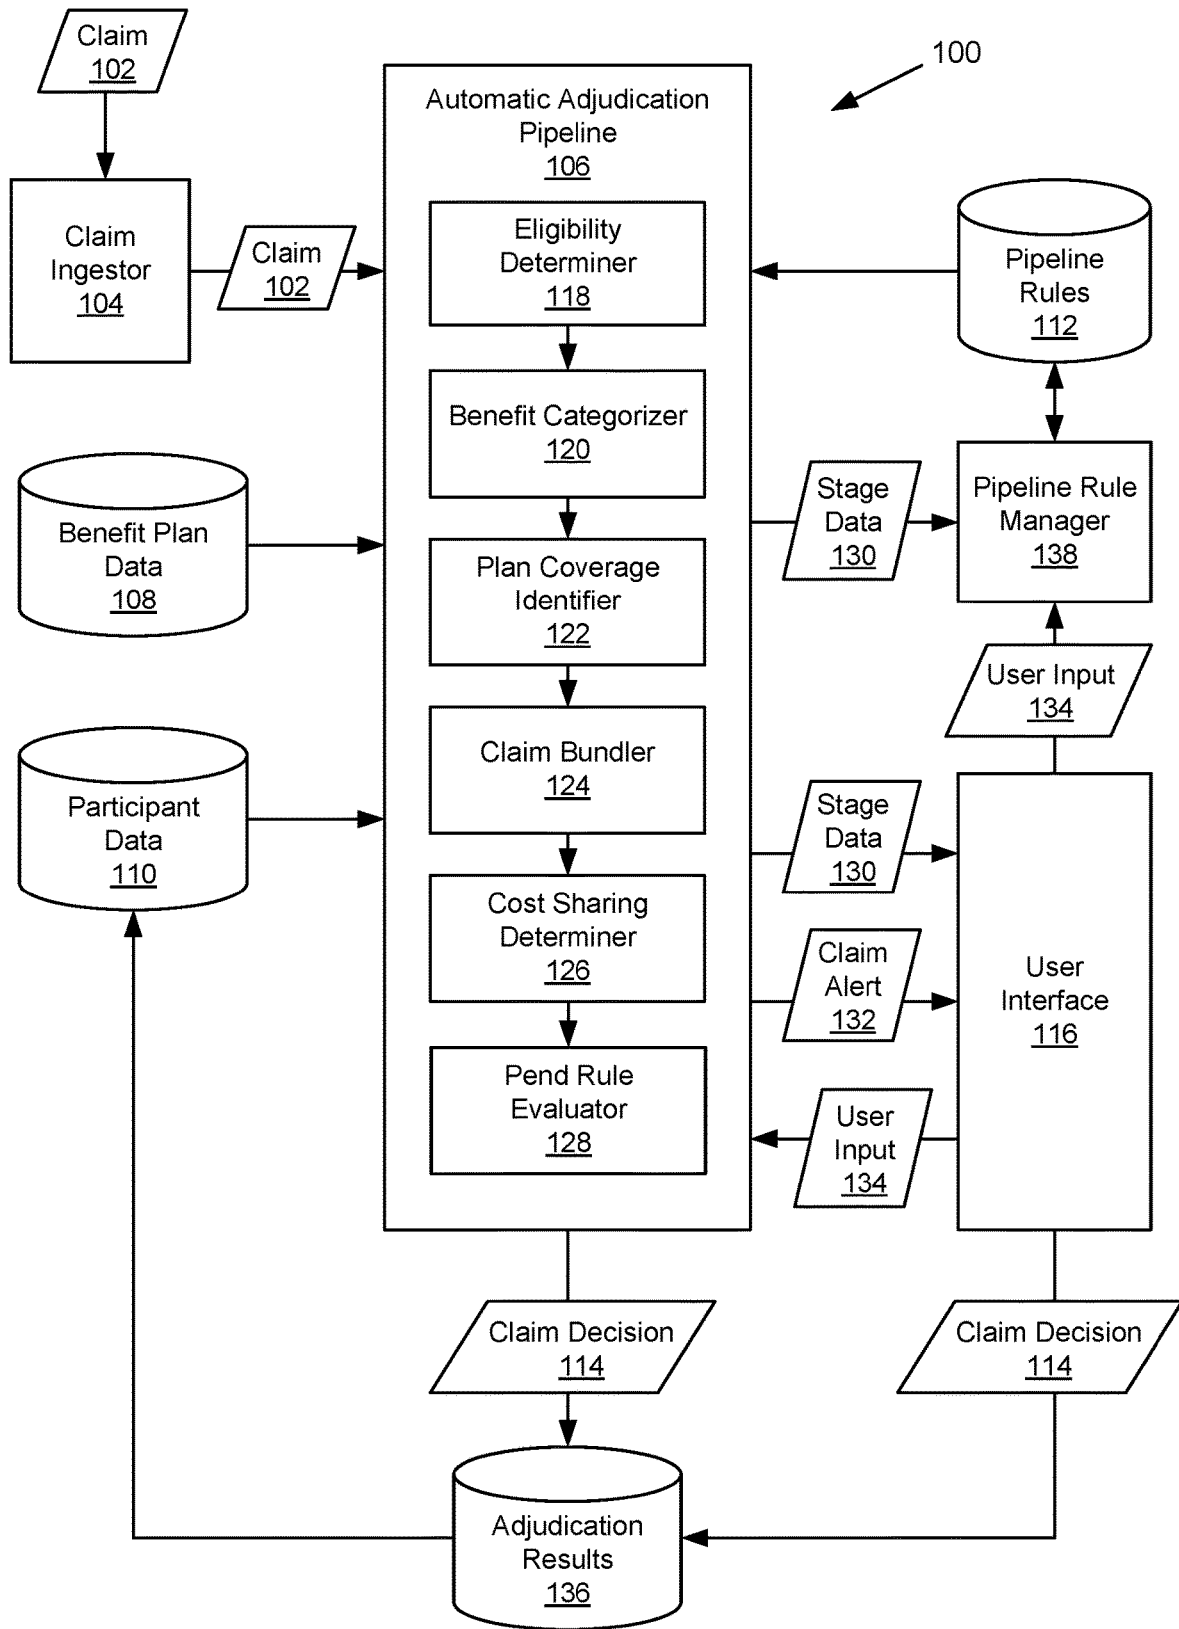 Claim
102
100
Automatic Adjudication
Pipeline
106
Claim
Ingestor
104
Claim
102
Eligibility
Determiner
118
Pipeline
Rules
112
Benefit Categorizer
120
Stage
Data
130
Pipeline Rule
Manager
138
Benefit Plan
Data
108
Plan Coverage
Identifier
122
User Input
134
Participant
Data
110
Claim Bundler
124
Stage
Data
130
Cost Sharing
Determiner
126
Claim
Alert
132
User
Interface
116
Pend Rule
Evaluator
128
User
Input
134
Claim Decision
114
Claim Decision
114
Adjudication
Results
136